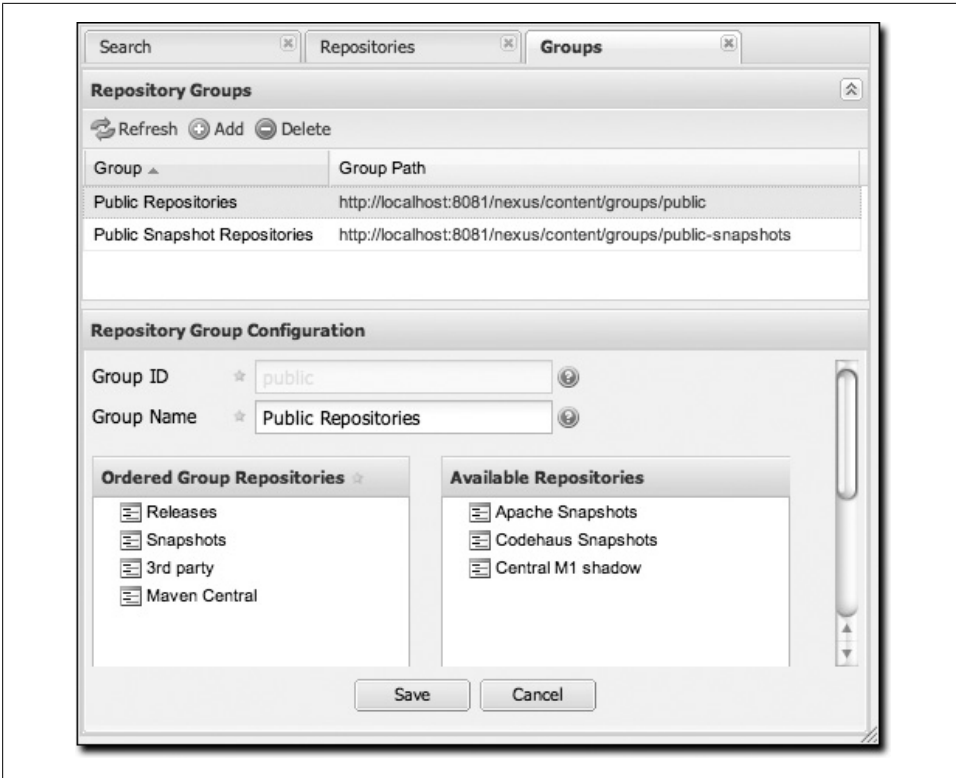 Search Repositories Groups
Repository Groups
Refresh Add Delete
Group Group Path
Public Repositories http://localhost:8081/nexus/content/groups/public
Public Snapshot Repositories http://localhost:8081/nexus/content/groups/public-snapshots
Repository Group Configuration
Group ID public
Group Name Public Repositories
Ordered Group Repositories Available Repositories
Releases Apache Snapshots
Snapshots Codehaus Snapshots
3rd party Central M1 shadow
Maven Central
Save Cancel